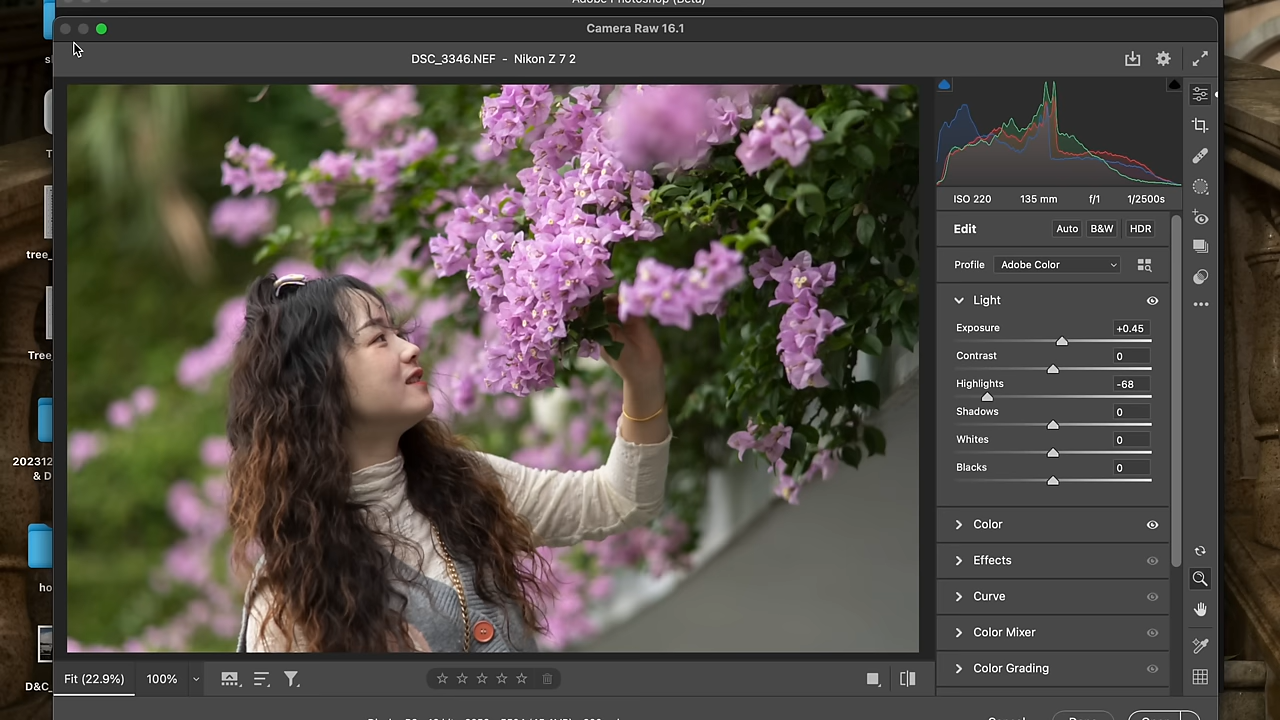 Adobe Photoshop (Beta)
Camera Raw 16.1
DSC_3346.NEF - Nikon Z 7 2
ISO 220 135 mm f/1 1/2500s
Edit Auto B&W HDR
Profile Adobe Color
Light
Exposure +0.45
Contrast 0
Highlights -68
Shadows 0
Whites 0
Blacks 0
Color
Effects
Curve
Color Mixer
Color Grading
Fit (22.9%) 100%
tree_
Tree_
202312
& D
ho
D&C_